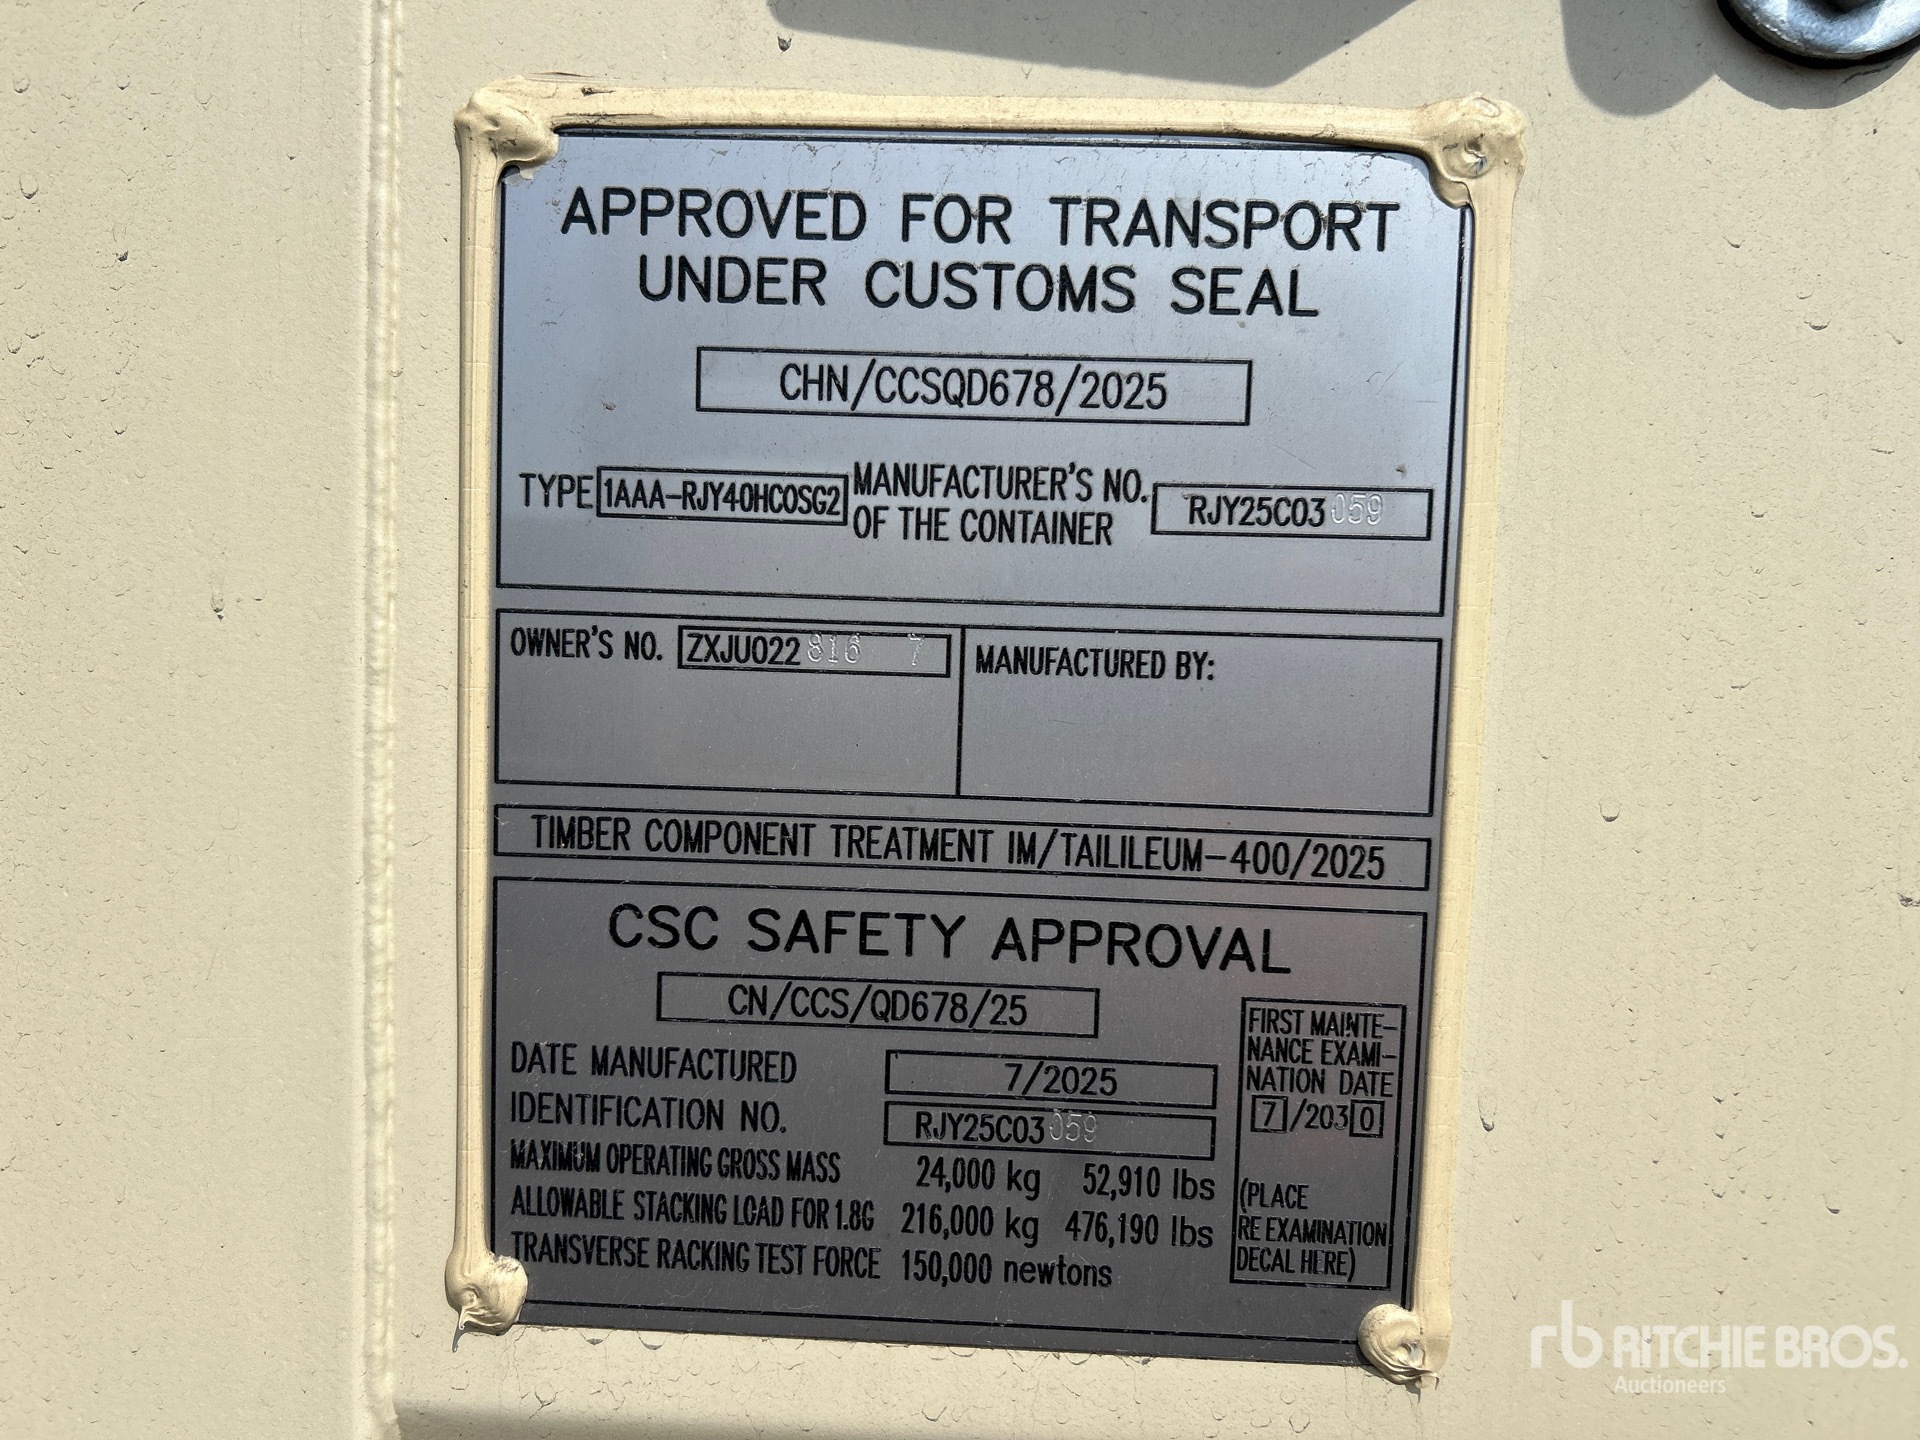 APPROVED FOR TRANSPORT
UNDER CUSTOMS SEAL
CHN/CCSQD678/2025
TYPE 1AAA-RJY40HCOSG2 MANUFACTURER'S NO. OF THE CONTAINER RJY25C03059
OWNER'S NO. ZXJU022816 7
MANUFACTURED BY:
TIMBER COMPONENT TREATMENT IM/TAILILEUM-400/2025
CSC SAFETY APPROVAL
CN/CCS/QD678/25
DATE MANUFACTURED 7/2025
IDENTIFICATION NO. RJY25C03059
MAXIMUM OPERATING GROSS MASS 24,000 kg 52,910 lbs
ALLOWABLE STACKING LOAD FOR 1.8G 216,000 kg 476,190 lbs
TRANSVERSE RACKING TEST FORCE 150,000 newtons
FIRST MAINTE-
NANCE EXAMI-
NATION DATE
7/2030
(PLACE
RE EXAMINATION
DECAL HERE)
rb RITCHIE BROS.
Auctioneers